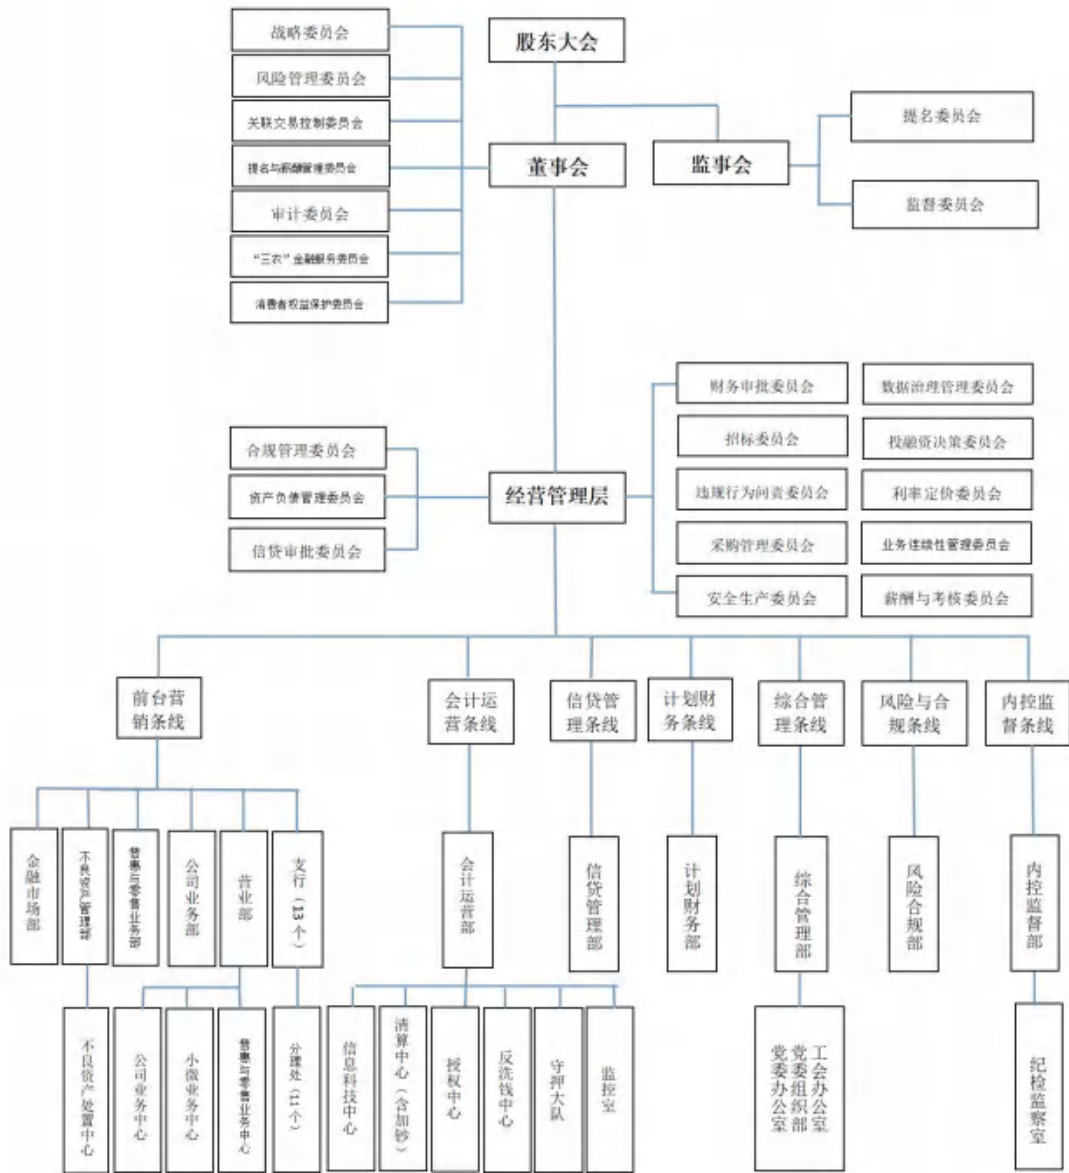 股东大会
战略委员会
风险管理委员会
关联交易控制委员会
提名与薪酬管理委员会
审计委员会
“三农”金融服务委员会
消费者权益保护委员会
董事会
监事会
提名委员会
监督委员会
合规管理委员会
资产负债管理委员会
信贷审批委员会
经营管理层
财务审批委员会
数据治理管理委员会
招标委员会
投融资决策委员会
违规行为问责委员会
利率定价委员会
采购管理委员会
业务连续性管理委员会
安全生产委员会
薪酬与考核委员会
前台营
销条线
会计运
营条线
信贷管
理条线
计划财
务条线
综合管
理条线
风险与合
规条线
内控监
督条线
金融市场部
不良资产管理部
普惠与零售业务部
公司业务部
营业部
支行（13个）
会计运营部
信贷管理部
计划财务部
综合管理部
风险合规部
内控监督部
不良资产处置中心
公司业务中心
小微业务中心
普惠与零售业务中心
分理处（11个）
信息科技中心
清算中心（含加钞）
授权中心
反洗钱中心
守押大队
监控室
工会办公室
党委组织部
党委办公室
纪检监察室